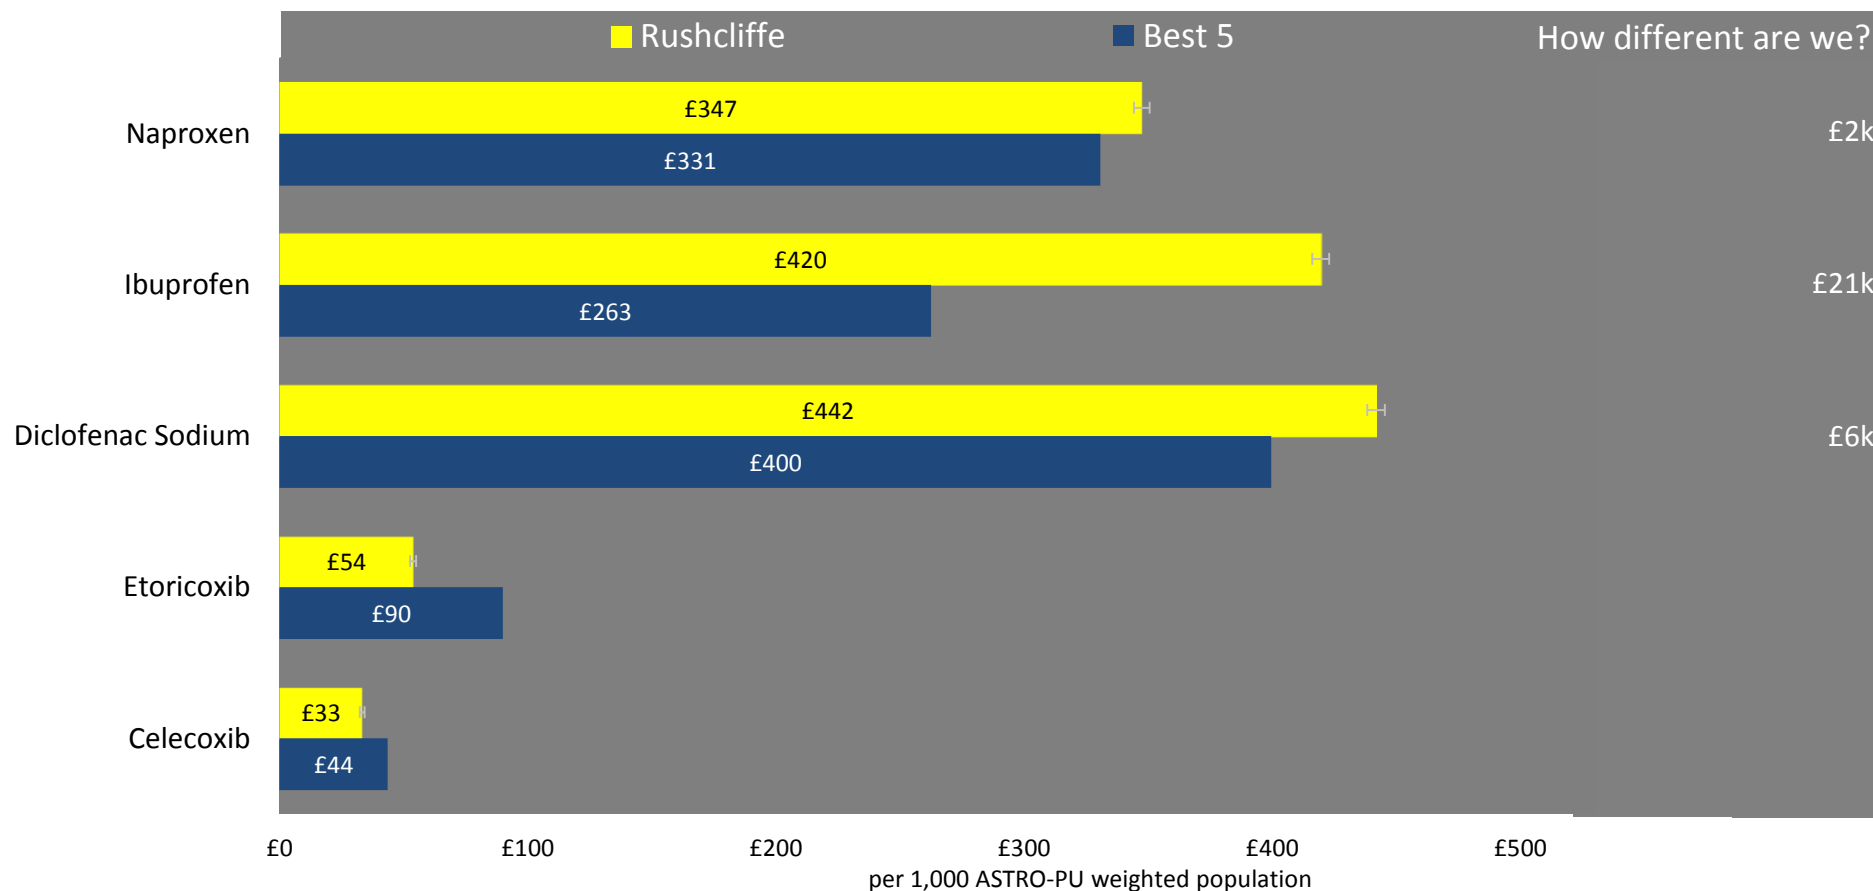 Rushcliffe Best 5 How different are we?
Naproxen £347 £2k
£331
Ibuprofen £420 £21k
£263
Diclofenac Sodium £442 £6k
£400
Etoricoxib £54
£90
Celecoxib £33
£44
£0 £100 £200 £300 £400 £500
per 1,000 ASTRO-PU weighted population